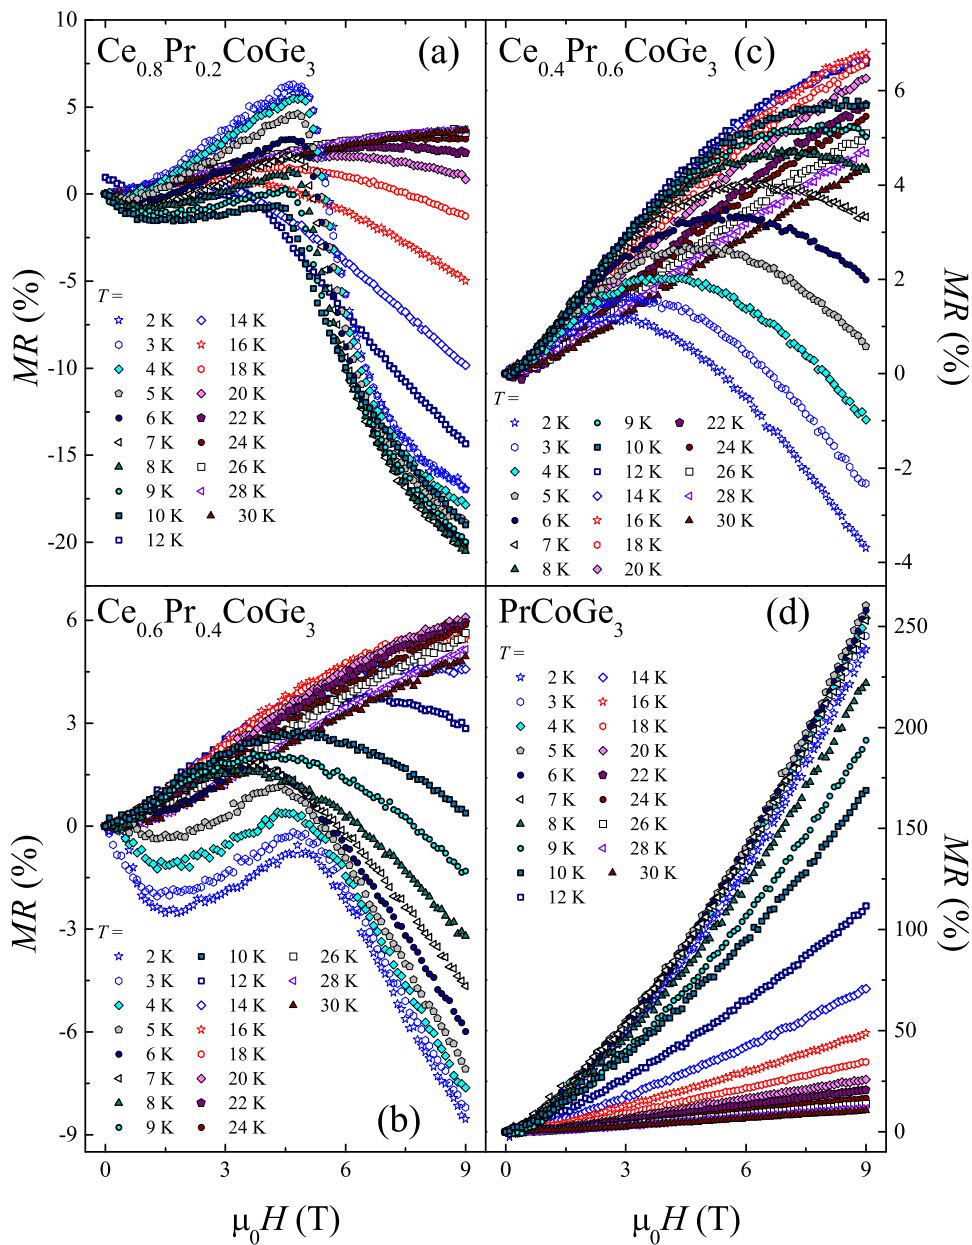 Ce0.8Pr0.2CoGe3 (a)
10
5
0
-5
-10
-15
-20
MR (%)
T =
2 K 14 K
3 K 16 K
4 K 18 K
5 K 20 K
6 K 22 K
7 K 24 K
8 K 26 K
9 K 28 K
10 K 30 K
12 K
Ce0.4Pr0.6CoGe3 (c)
6
4
2
0
-2
-4
MR (%)
T =
2 K 9 K 22 K
3 K 10 K 24 K
4 K 12 K 26 K
5 K 14 K 28 K
6 K 16 K 30 K
7 K 18 K
8 K 20 K
Ce0.6Pr0.4CoGe3
6
3
0
-3
-6
-9
MR (%)
T =
2 K 10 K 26 K
3 K 12 K 28 K
4 K 14 K 30 K
5 K 16 K
6 K 18 K
7 K 20 K
8 K 22 K
9 K 24 K
(b)
0 3 6 9
μ0H (T)
PrCoGe3 (d)
T =
2 K 14 K
3 K 16 K
4 K 18 K
5 K 20 K
6 K 22 K
7 K 24 K
8 K 26 K
9 K 28 K
10 K 30 K
12 K
250
200
150
100
50
0
MR (%)
0 3 6 9
μ0H (T)